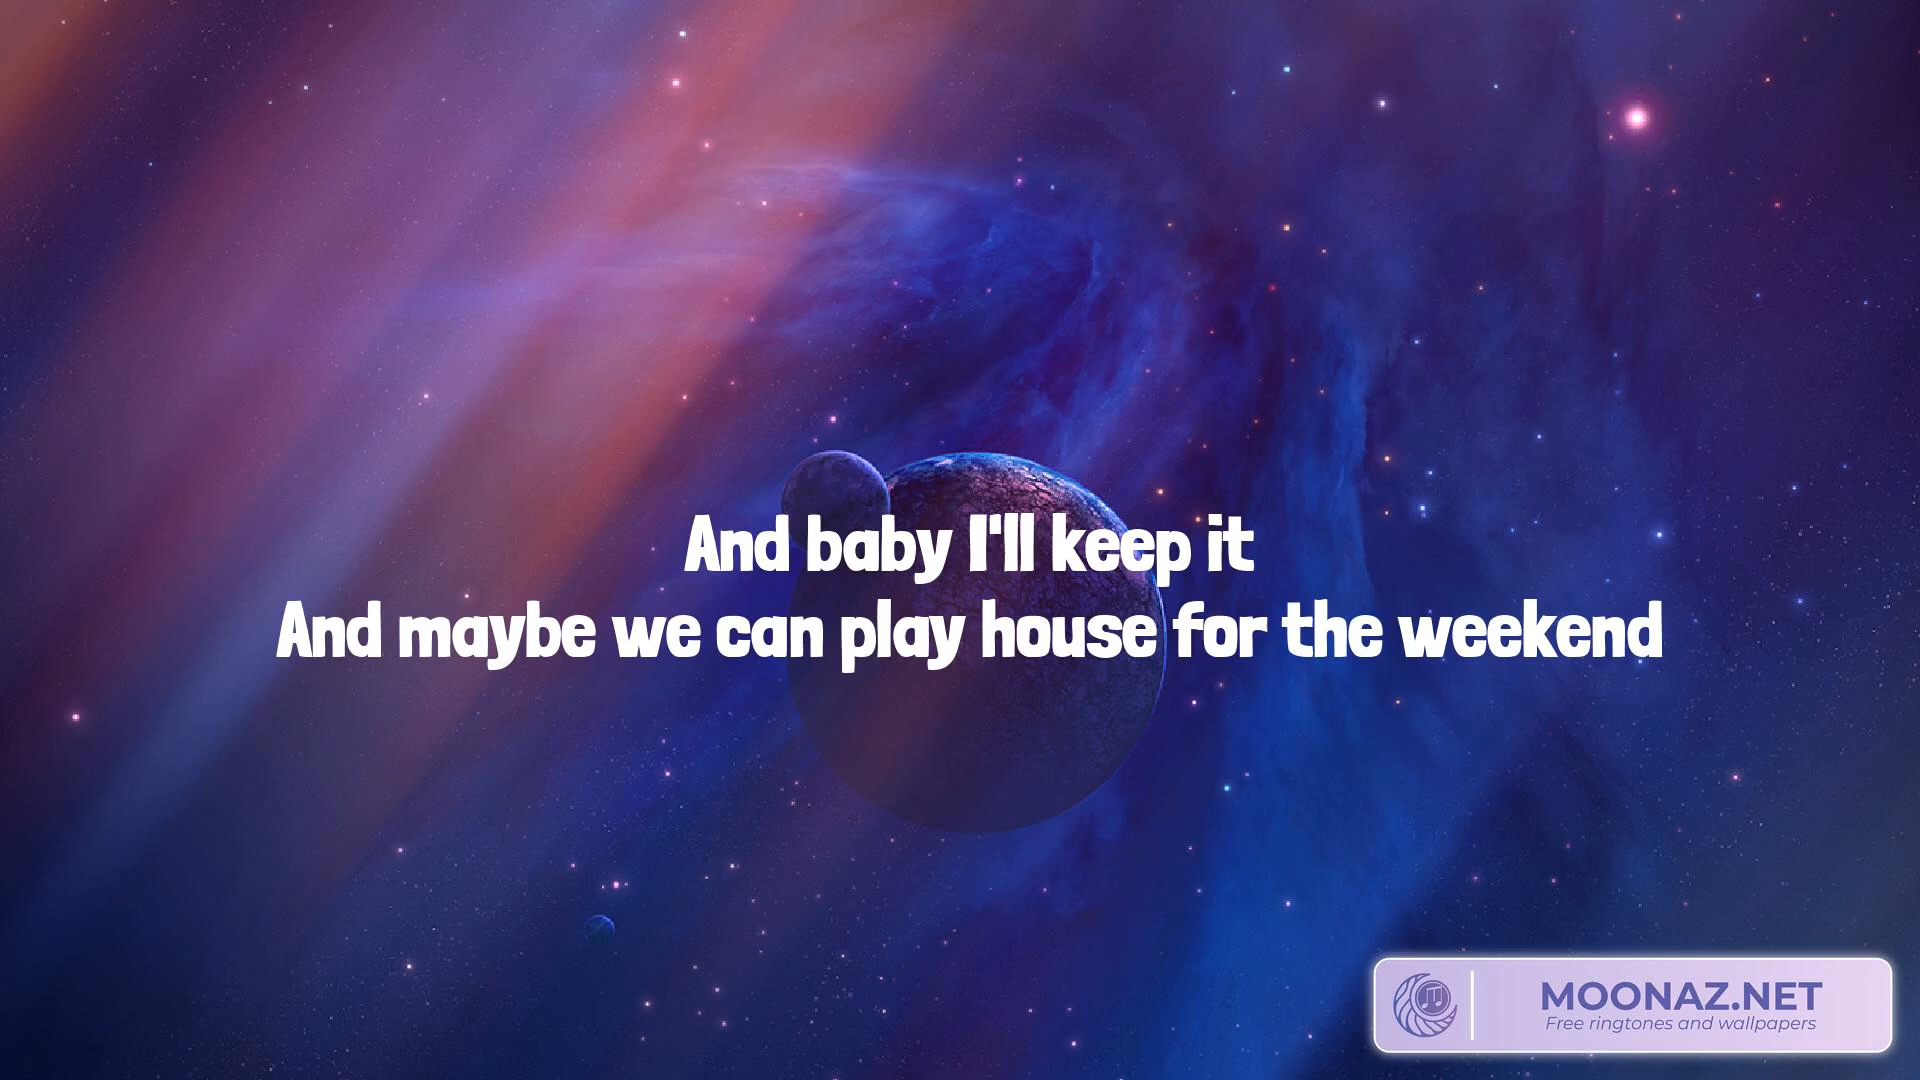 And baby I'll keep it
And maybe we can play house for the weekend
MOONAZ.NET
Free ringtones and wallpapers